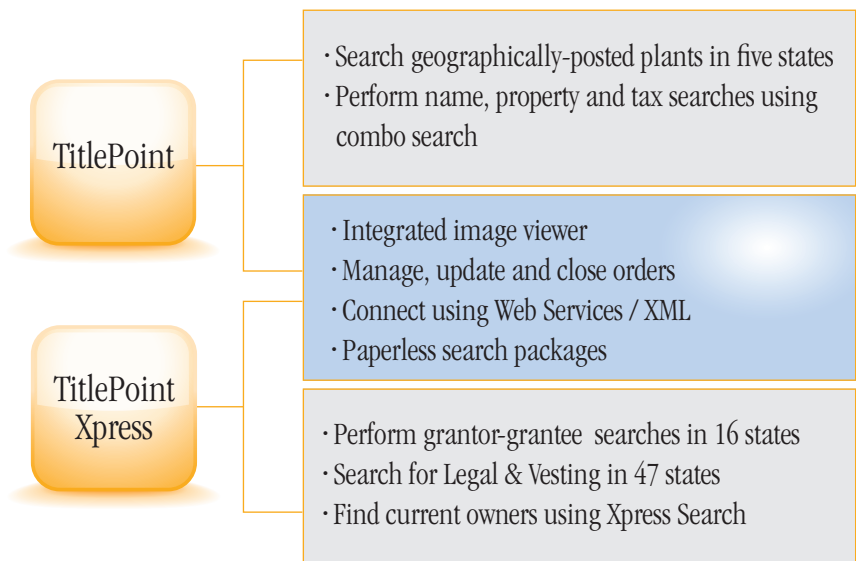 TitlePoint
· Search geographically-posted plants in five states
· Perform name, property and tax searches using
combo search
· Integrated image viewer
· Manage, update and close orders
· Connect using Web Services / XML
· Paperless search packages
TitlePoint
Xpress
· Perform grantor-grantee searches in 16 states
· Search for Legal & Vesting in 47 states
· Find current owners using Xpress Search